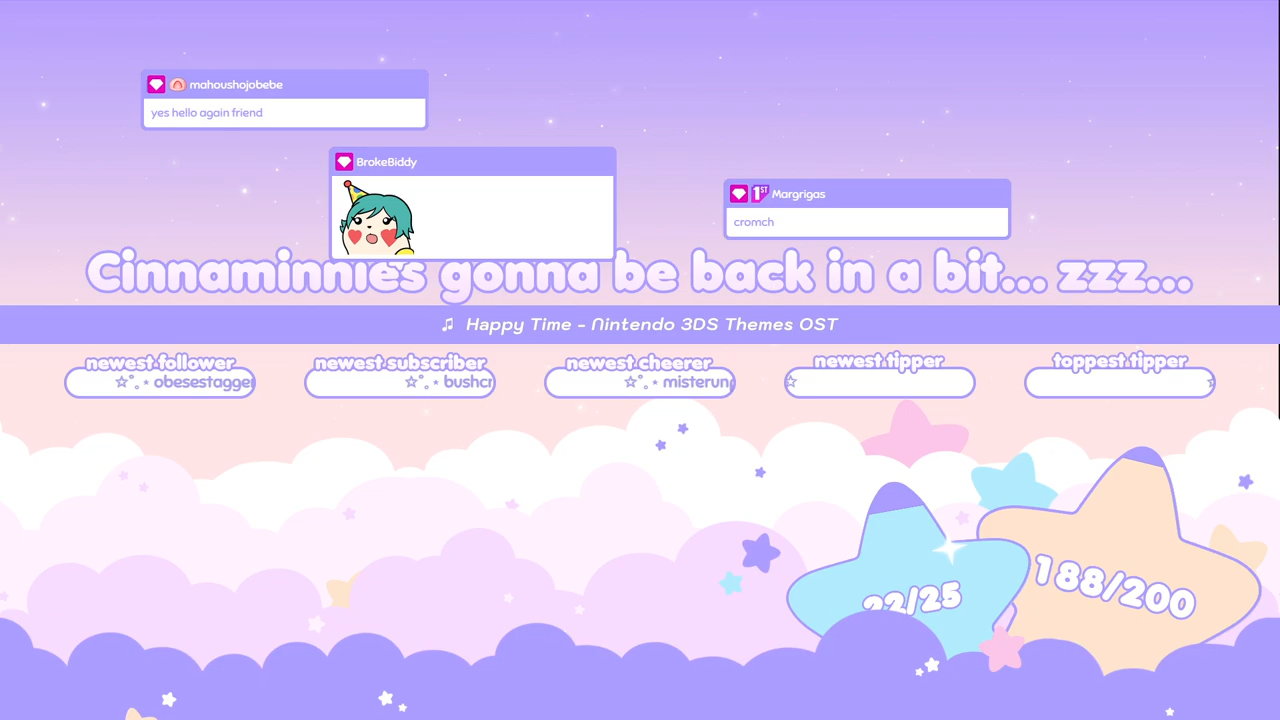 mahoushojobebe
yes hello again friend
BrokeBiddy
1ST Margrigas
cromch
Cinnaminnies gonna be back in a bit... zzz...
♫ Happy Time - Nintendo 3DS Themes OST
newest follower
newest subscriber
newest cheerer
newest tipper
toppest tipper
☆°。⋆ obesestagge
☆°。⋆ bushcr
☆°。⋆ misterun
☆
☆
188/200
22/25